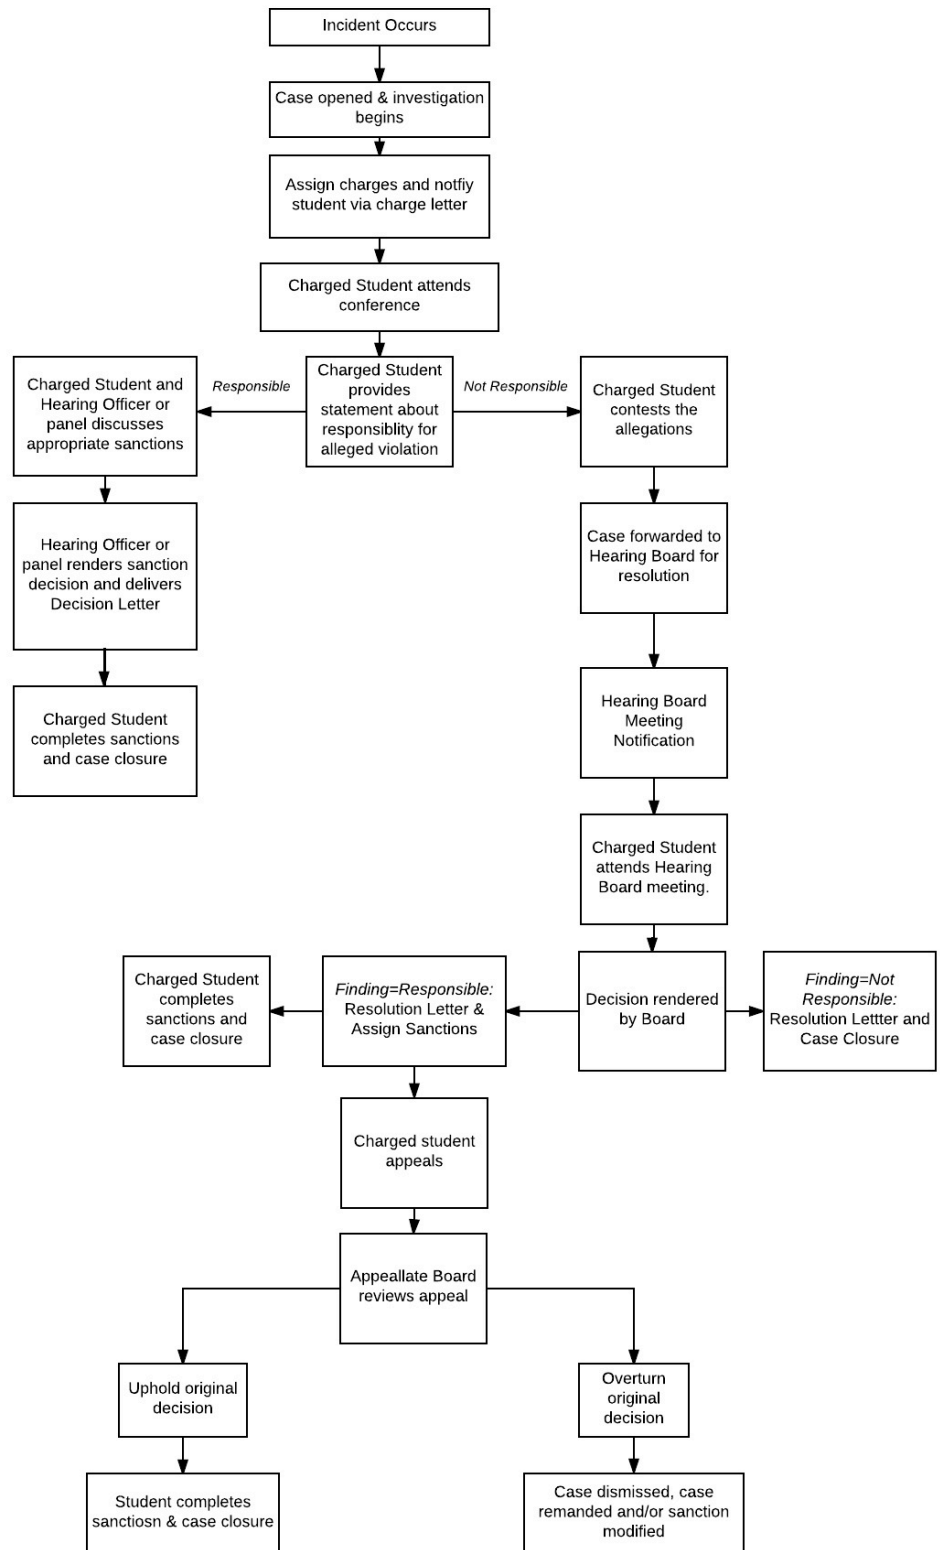 Incident Occurs
Case opened & investigation
begins
Assign charges and notfiy
student via charge letter
Charged Student attends
conference
Charged Student and
Hearing Officer or
panel discusses
appropriate sanctions
Responsible
Charged Student
provides
statement about
responsiblity for
alleged violation
Not Responsible
Charged Student
contests the
allegations
Hearing Officer or
panel renders sanction
decision and delivers
Decision Letter
Case forwarded to
Hearing Board for
resolution
Charged Student
completes sanctions
and case closure
Hearing Board
Meeting
Notification
Charged Student
attends Hearing
Board meeting.
Charged Student
completes
sanctions and
case closure
Finding=Responsible:
Resolution Letter &
Assign Sanctions
Decision rendered
by Board
Finding=Not
Responsible:
Resolution Lettter and
Case Closure
Charged student
appeals
Appeallate Board
reviews appeal
Uphold original
decision
Overturn
original
decision
Student completes
sanctiosn & case closure
Case dismissed, case
remanded and/or sanction
modified